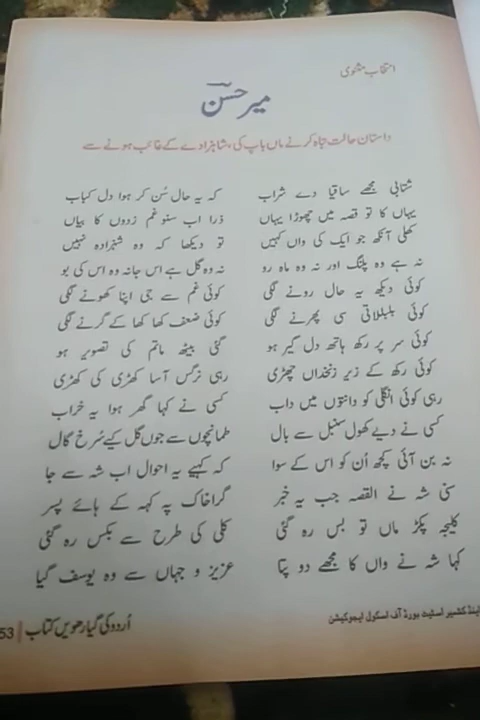 انتخاب مثنوی
میر حسن
داستان حالت تباہ کرنے ماں باپ کی، شاہزادے کے غائب ہونے سے
شتابی مجھے ساقیا دے شراب کہ یہ حال سُن کر ہوا دل کباب
یہاں کا تو قصہ میں چھوڑا یہاں ذرا اب سنو غم زدوں کا بیاں
کھلی آنکھ جو ایک کی واں کہیں تو دیکھا کہ وہ شہزادہ نہیں
نہ ہے وہ پلنگ اور نہ وہ ماہ رو نہ وہ گل ہے اس جا نہ وہ اس کی بو
کوئی دیکھ یہ حال رونے لگی کوئی غم سے جی اپنا کھونے لگی
کوئی بلبلاتی سی پھرنے لگی کوئی ضعف کھا کھا کے گرنے لگی
کوئی سر پر رکھ ہاتھ دل گیر ہو گئی بیٹھ ماتم کی تصویر ہو
کوئی رکھ کے زیر زنخداں چھڑی رہی نرگس آسا کھڑی کی کھڑی
رہی کوئی انگلی کو دانتوں میں داب کسی نے کہا گھر ہوا یہ خراب
کسی نے دیے کھول سنبل سے بال طمانچوں سے جوں گل کیے سُرخ گال
نہ بن آئی کچھ اُن کو اس کے سوا کہ کہیے یہ احوال اب شہ سے جا
سنی شہ نے القصہ جب یہ خبر گرا خاک پہ کہہ کے ہائے پسر
کلیجہ پکڑ ماں تو بس رہ گئی کلی کی طرح سے بکس رہ گئی
کہا شہ نے واں کا مجھے دو پتا عزیز و جہاں سے وہ یوسف گیا
اینڈ کشمیر اسٹیٹ بورڈ آف اسکول ایجوکیشن
اُردو کی گیارھویں کتاب | 53